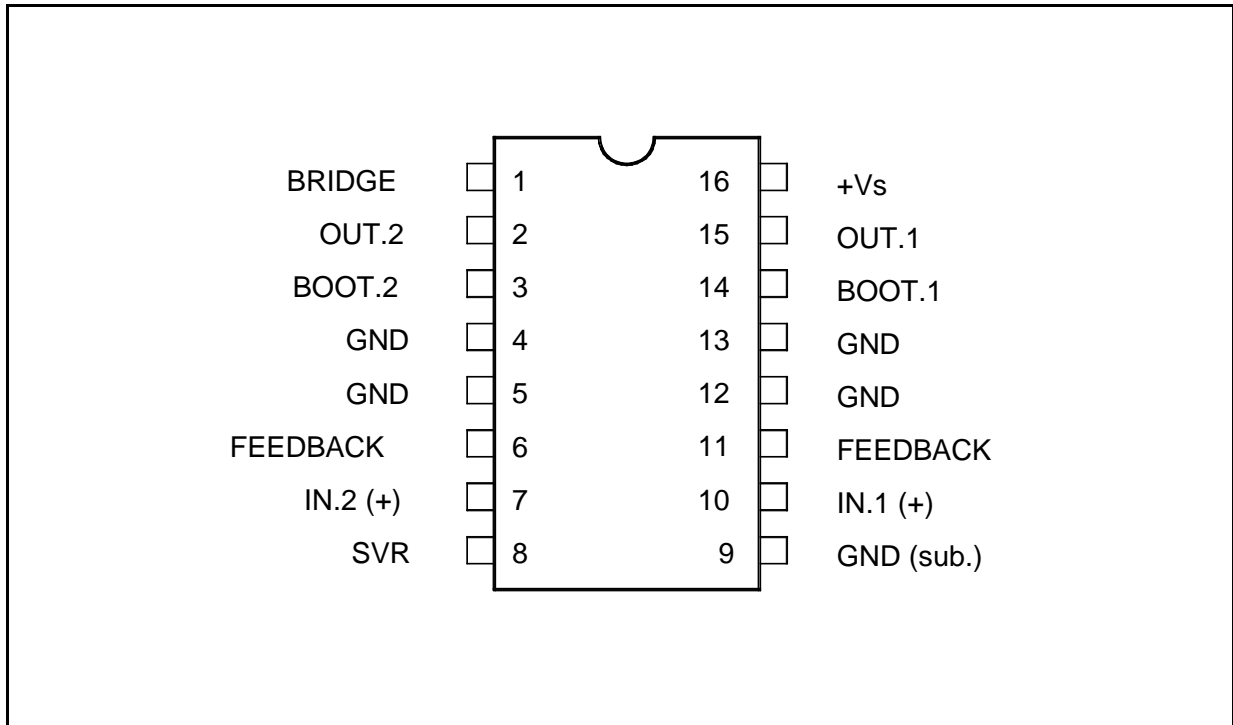 BRIDGE 1 16 +Vs
OUT.2 2 15 OUT.1
BOOT.2 3 14 BOOT.1
GND 4 13 GND
GND 5 12 GND
FEEDBACK 6 11 FEEDBACK
IN.2 (+) 7 10 IN.1 (+)
SVR 8 9 GND (sub.)